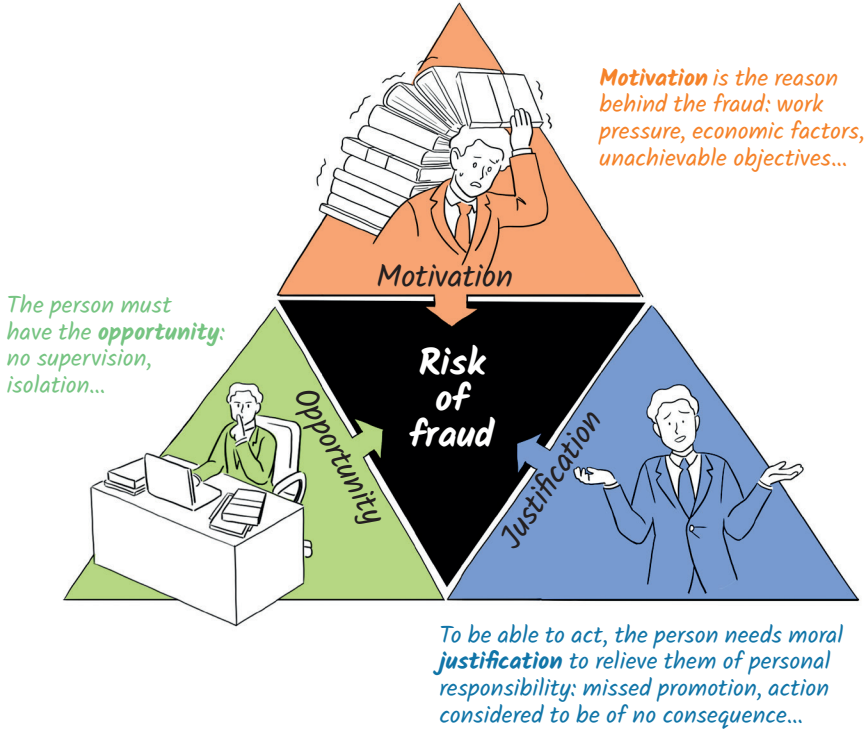 Motivation is the reason
behind the fraud: work
pressure, economic factors,
unachievable objectives...
Motivation
The person must
have the opportunity:
no supervision,
isolation...
Risk
of
fraud
Opportunity
Justification
To be able to act, the person needs moral
justification to relieve them of personal
responsibility: missed promotion, action
considered to be of no consequence...